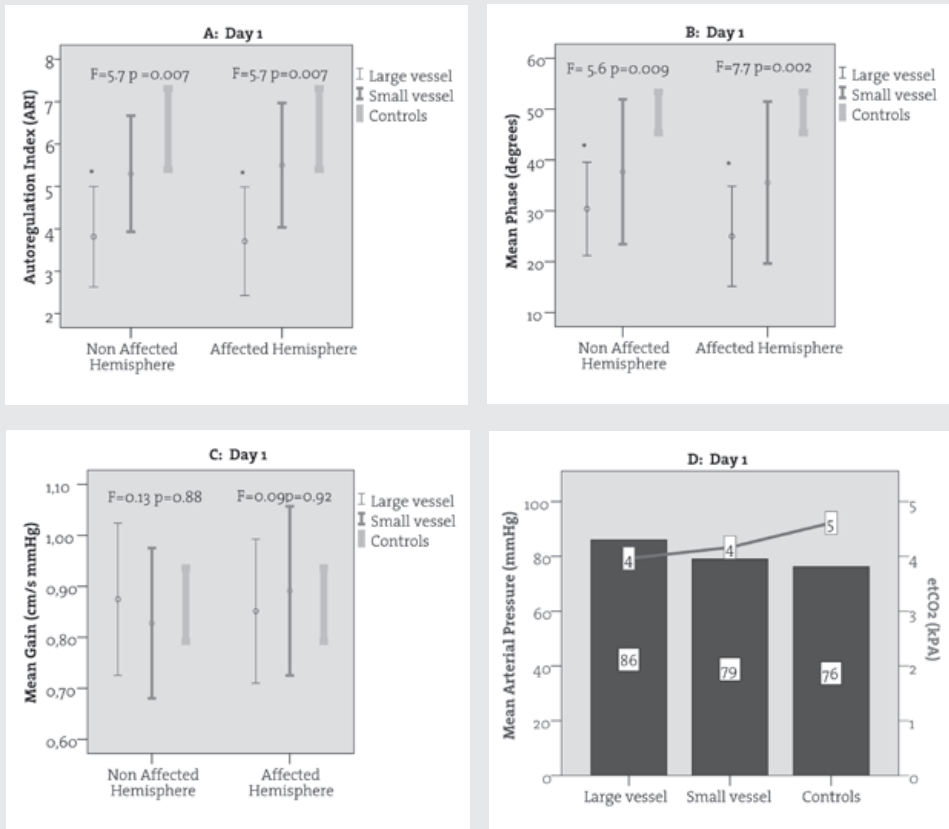 A: Day 1
Autoregulation Index (ARI)
8
7
6
5
4
3
2
F=5.7 p =0.007
F=5.7 p=0.007
*
*
Large vessel
Small vessel
Controls
Non Affected
Hemisphere
Affected Hemisphere
B: Day 1
Mean Phase (degrees)
60
50
40
30
20
10
F= 5.6 p=0.009
F=7.7 p=0.002
*
*
Large vessel
Small vessel
Controls
Non Affected
Hemisphere
Affected Hemisphere
C: Day 1
Mean Gain (cm/s mmHg)
1,10
1,00
0,90
0,80
0,70
0,60
F=0.13 p=0.88
F=0.09p=0.92
Large vessel
Small vessel
Controls
Non Affected
Hemisphere
Affected
Hemisphere
D: Day 1
Mean Arterial Pressure (mmHg)
100
80
60
40
20
0
4
4
5
86
79
76
5
4
3
2
1
0
etCO2 (kPA)
Large vessel
Small vessel
Controls